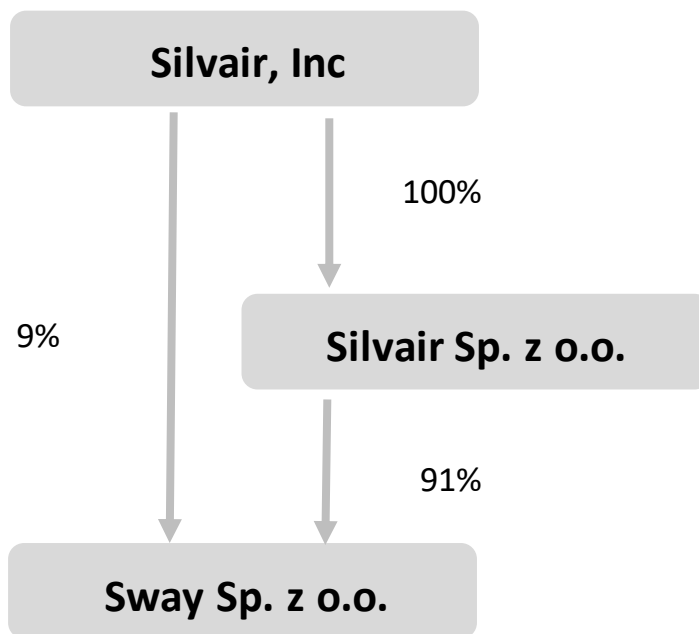 Silvair, Inc
100%
9%
Silvair Sp. z o.o.
91%
Sway Sp. z o.o.